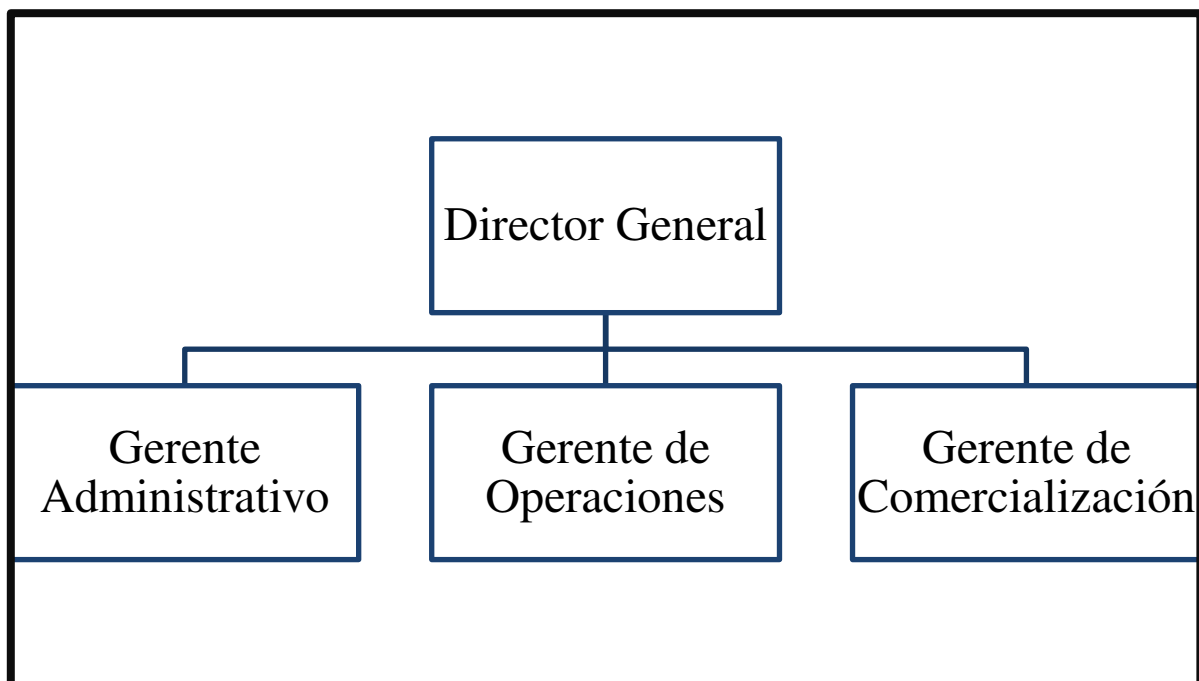 Director General
Gerente
Administrativo
Gerente de
Operaciones
Gerente de
Comercialización